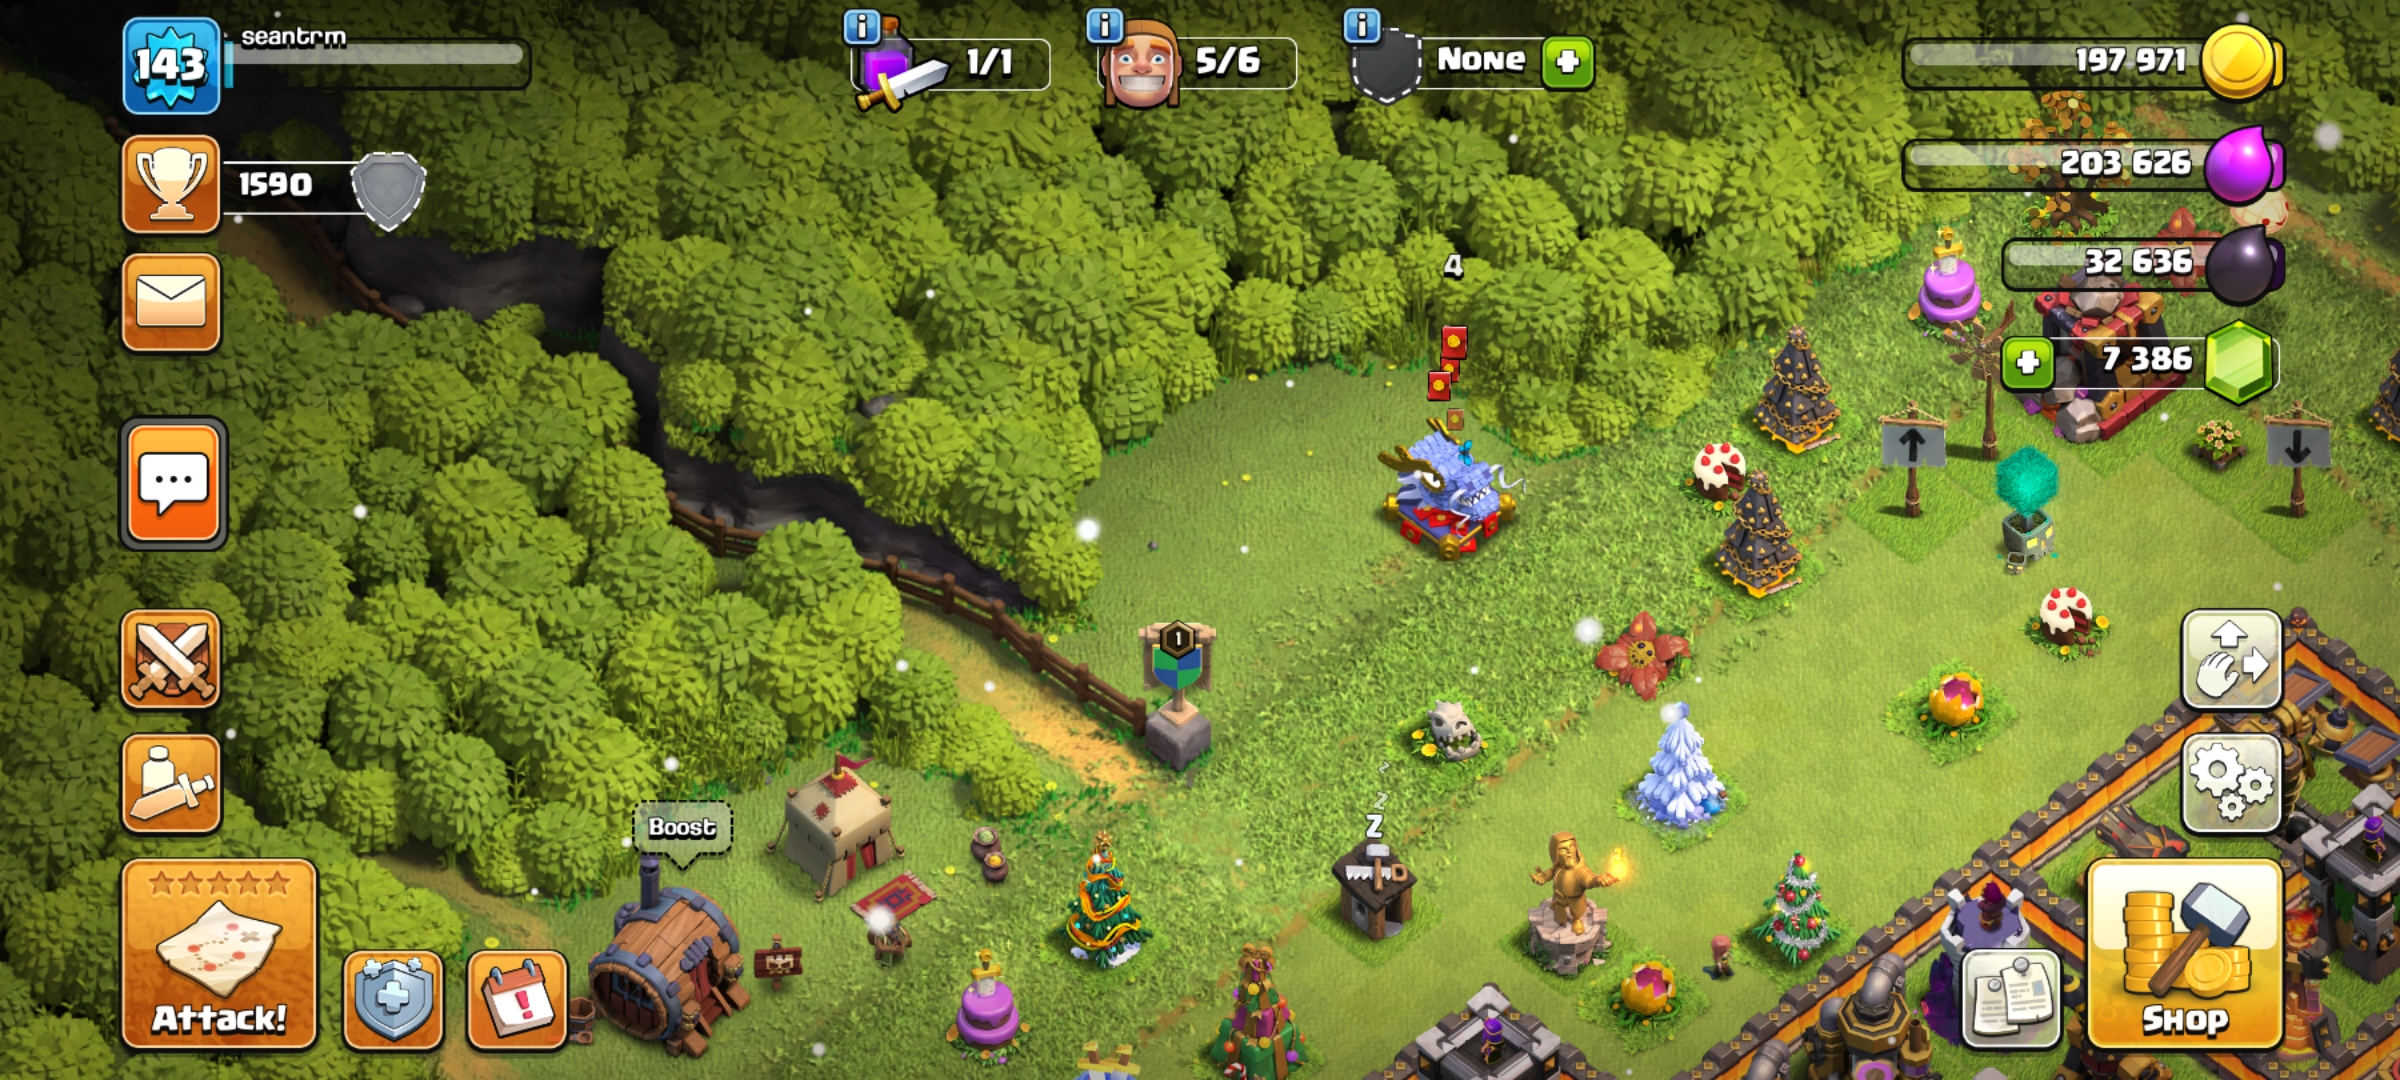 143
seantrm
1/1
5/6
None
197 971
1590
203 626
32 636
4
7 386
1
z
z
Z
Boost
Attack!
Shop